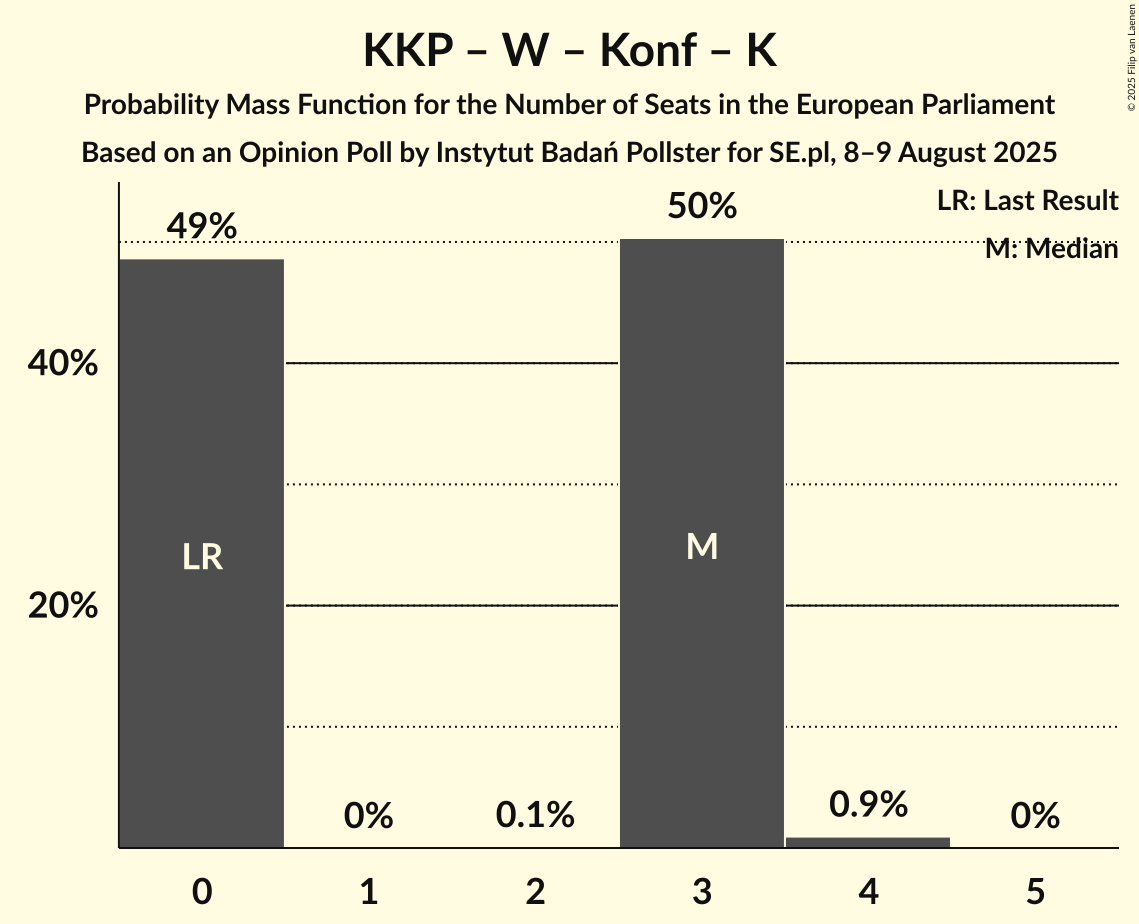 KKP – W – Konf – K
Probability Mass Function for the Number of Seats in the European Parliament
Based on an Opinion Poll by Instytut Badań Pollster for SE.pl, 8–9 August 2025
© 2025 Filip van Laenen
LR: Last Result
M: Median
49%
50%
40%
LR
M
20%
0%
0.1%
0.9%
0%
0
1
2
3
4
5